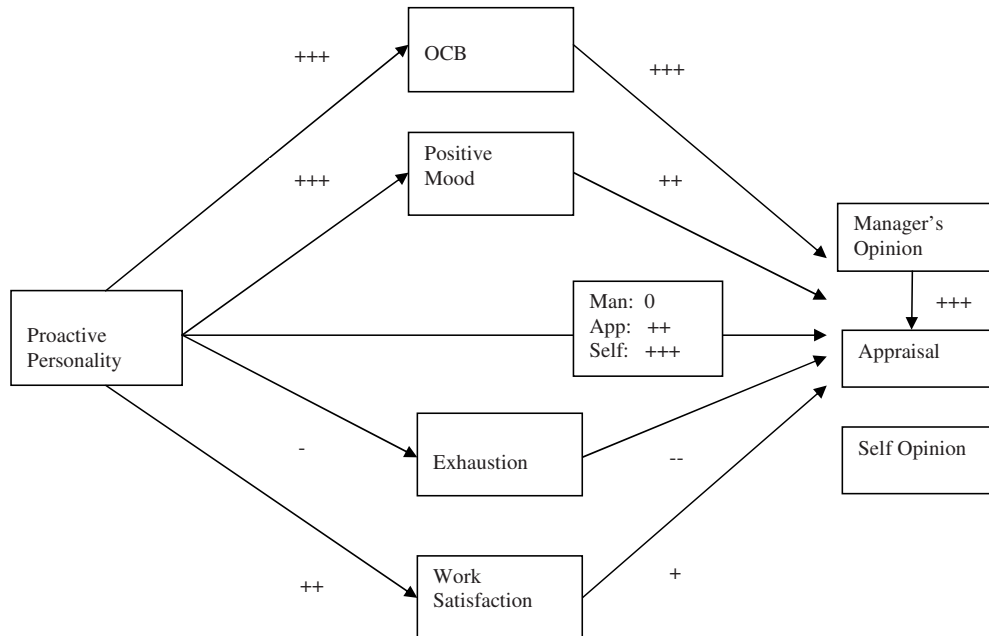 +++
OCB
+++
+++
Positive
Mood
++
Manager's
Opinion
+++
Proactive
Personality
Man: 0
App: ++
Self: +++
Appraisal
-
Exhaustion
--
Self Opinion
++
Work
Satisfaction
+